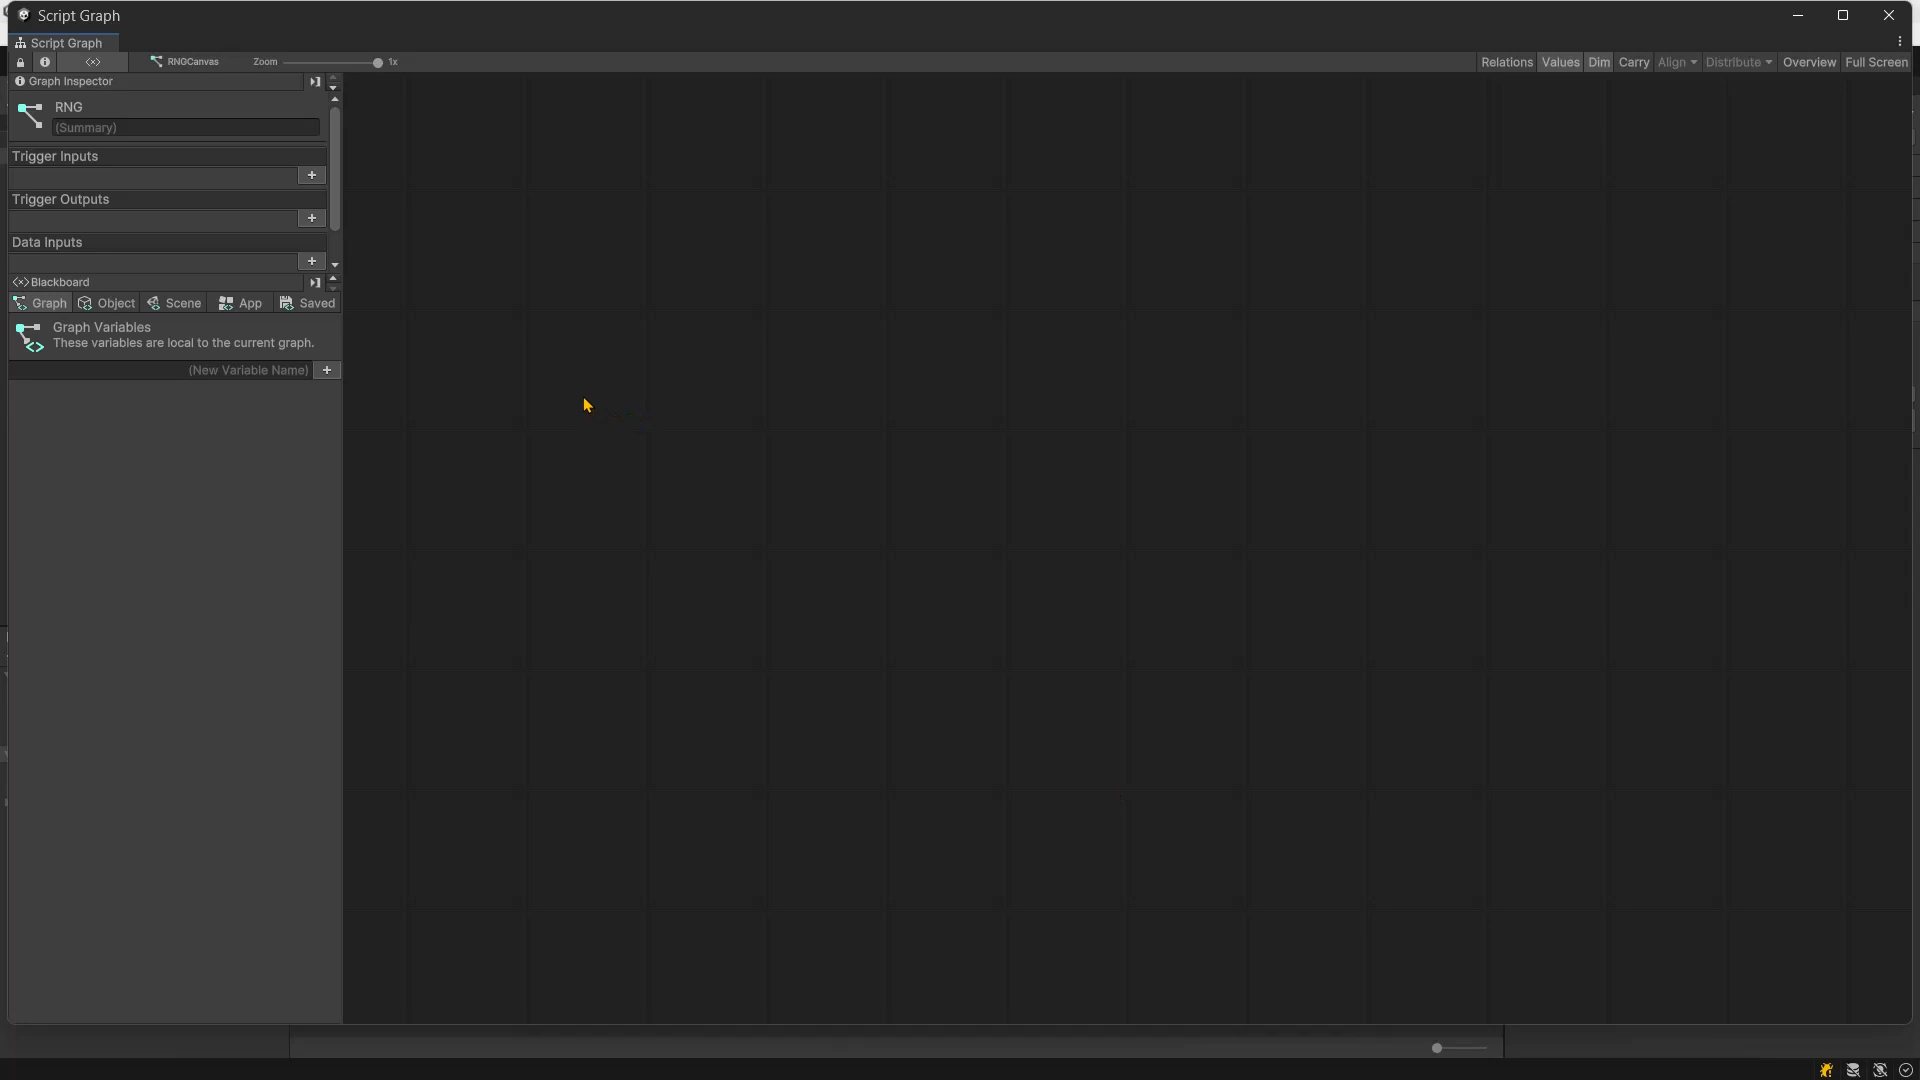 Script Graph
Script Graph
RNGCanvas Zoom 1x Relations Values Dim Carry Align Distribute Overview Full Screen
Graph Inspector
RNG
(Summary)
Trigger Inputs
+
Trigger Outputs
+
Data Inputs
+
Blackboard
Graph Object Scene App Saved
Graph Variables
These variables are local to the current graph.
(New Variable Name) +